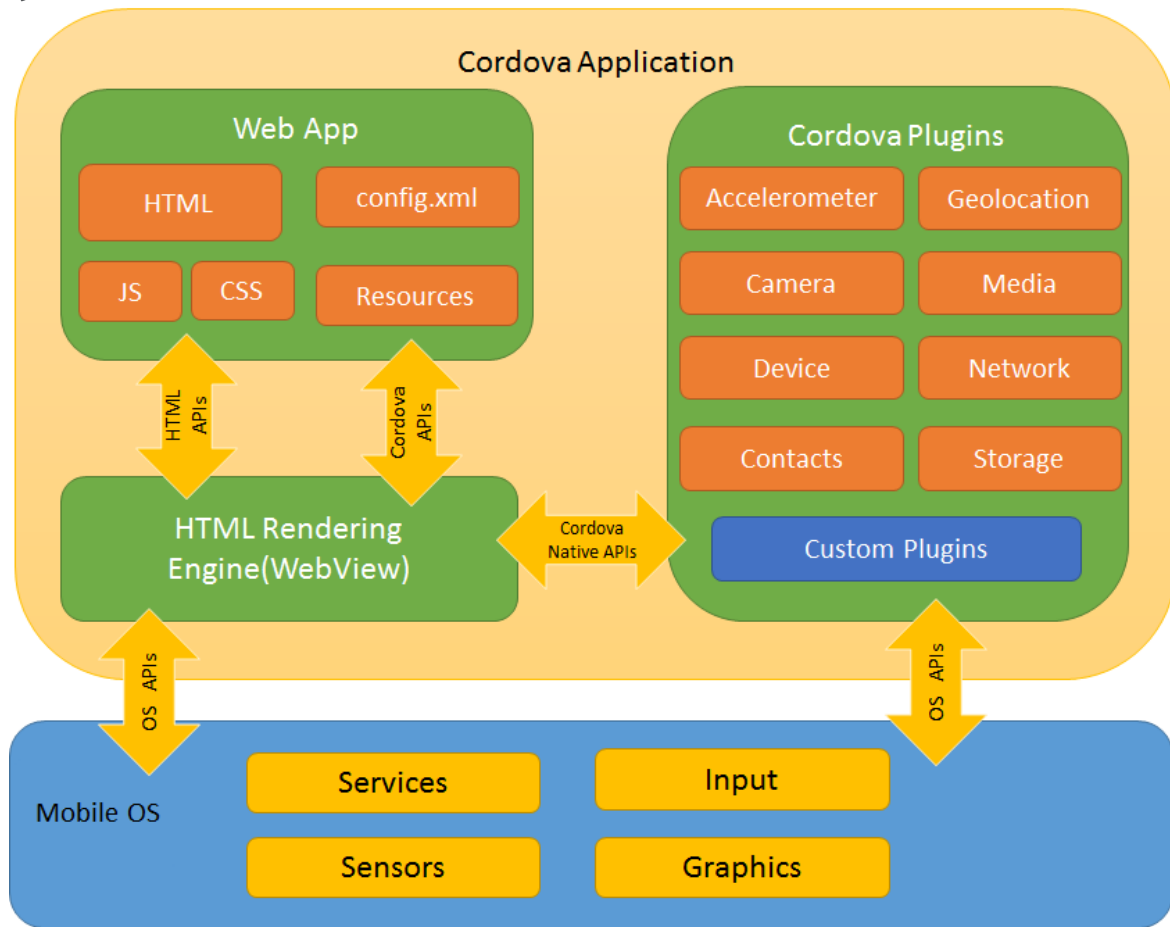 Cordova Application
Web App
HTML
config.xml
JS
CSS
Resources
HTML
APIs
Cordova
APIs
HTML Rendering
Engine(WebView)
Cordova
Native APIs
Cordova Plugins
Accelerometer
Geolocation
Camera
Media
Device
Network
Contacts
Storage
Custom Plugins
OS APIs
OS APIs
Mobile OS
Services
Input
Sensors
Graphics